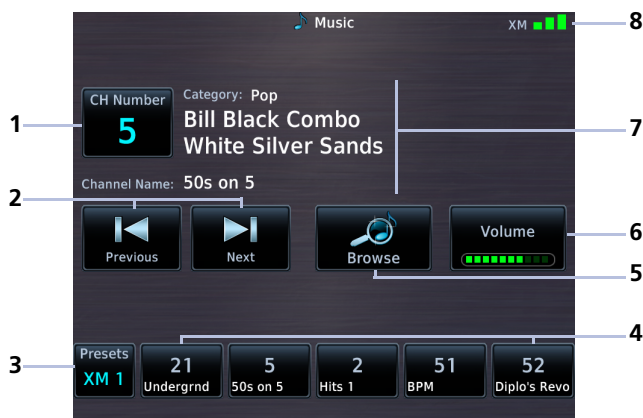 Music
XM
8
CH Number
5
1
Category: Pop
Bill Black Combo
White Silver Sands
7
Channel Name: 50s on 5
2
Previous
Next
Browse
Volume
6
5
4
3
Presets
XM 1
21
Undergrnd
5
50s on 5
2
Hits 1
51
BPM
52
Diplo's Revo